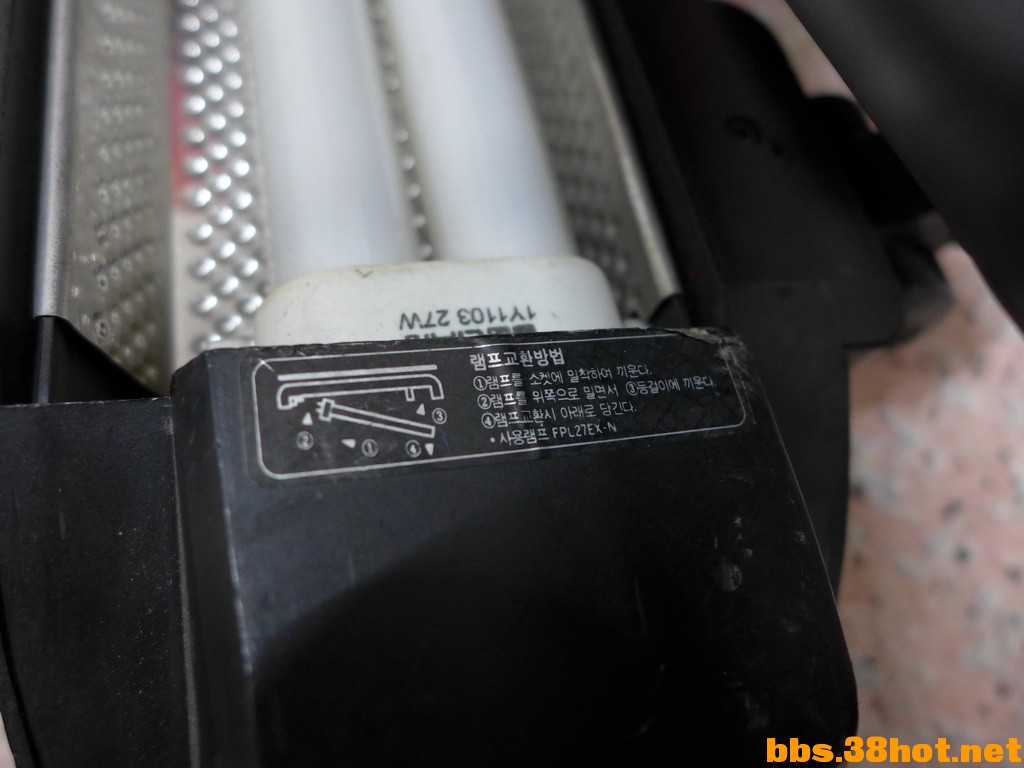 1Y1103 27W
램프교환방법
①램프를 소켓에 밀착하여 끼운다.
②램프를 위쪽으로 밀면서 ③등걸이에 끼운다.
④램프교환시 아래로 당긴다.
• 사용램프 FPL27EX-N
③
②
①
④
bbs.38hot.net